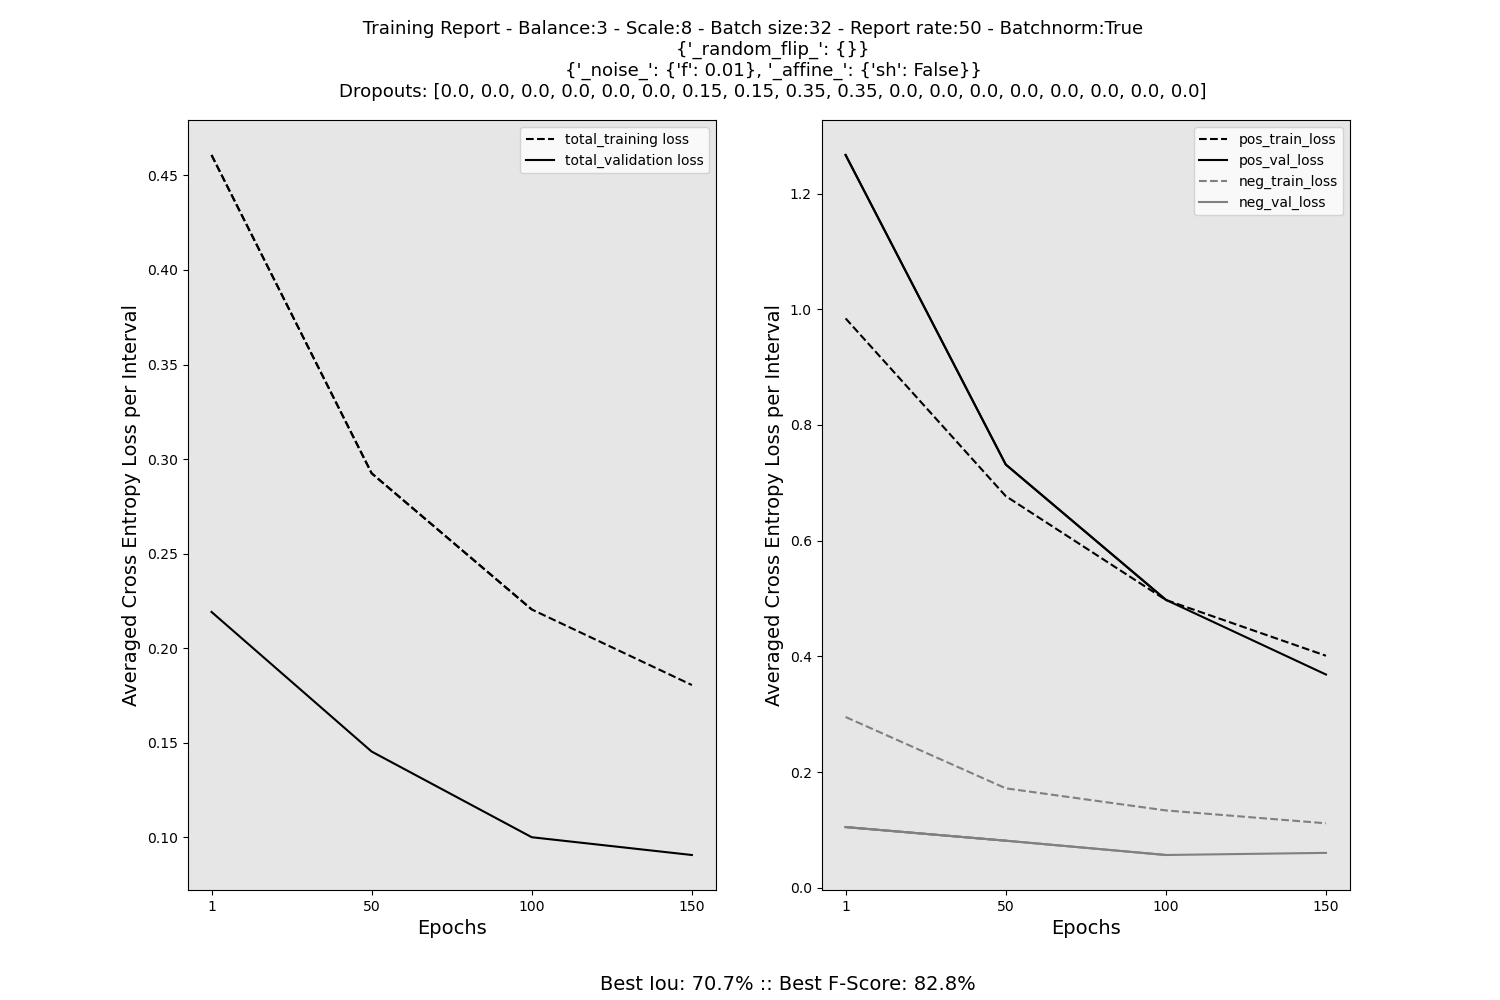 Training Report - Balance:3 - Scale:8 - Batch size:32 - Report rate:50 - Batchnorm:True
{'_random_flip_': {}}
{'_noise_': {'f': 0.01}, '_affine_': {'sh': False}}
Dropouts: [0.0, 0.0, 0.0, 0.0, 0.0, 0.0, 0.15, 0.15, 0.35, 0.35, 0.0, 0.0, 0.0, 0.0, 0.0, 0.0, 0.0, 0.0]
total_training loss
total_validation loss
0.45
0.40
0.35
0.30
0.25
0.20
0.15
0.10
Averaged Cross Entropy Loss per Interval
1 50 100 150
Epochs
pos_train_loss
pos_val_loss
neg_train_loss
neg_val_loss
1.2
1.0
0.8
0.6
0.4
0.2
0.0
Averaged Cross Entropy Loss per Interval
1 50 100 150
Epochs
Best Iou: 70.7% :: Best F-Score: 82.8%